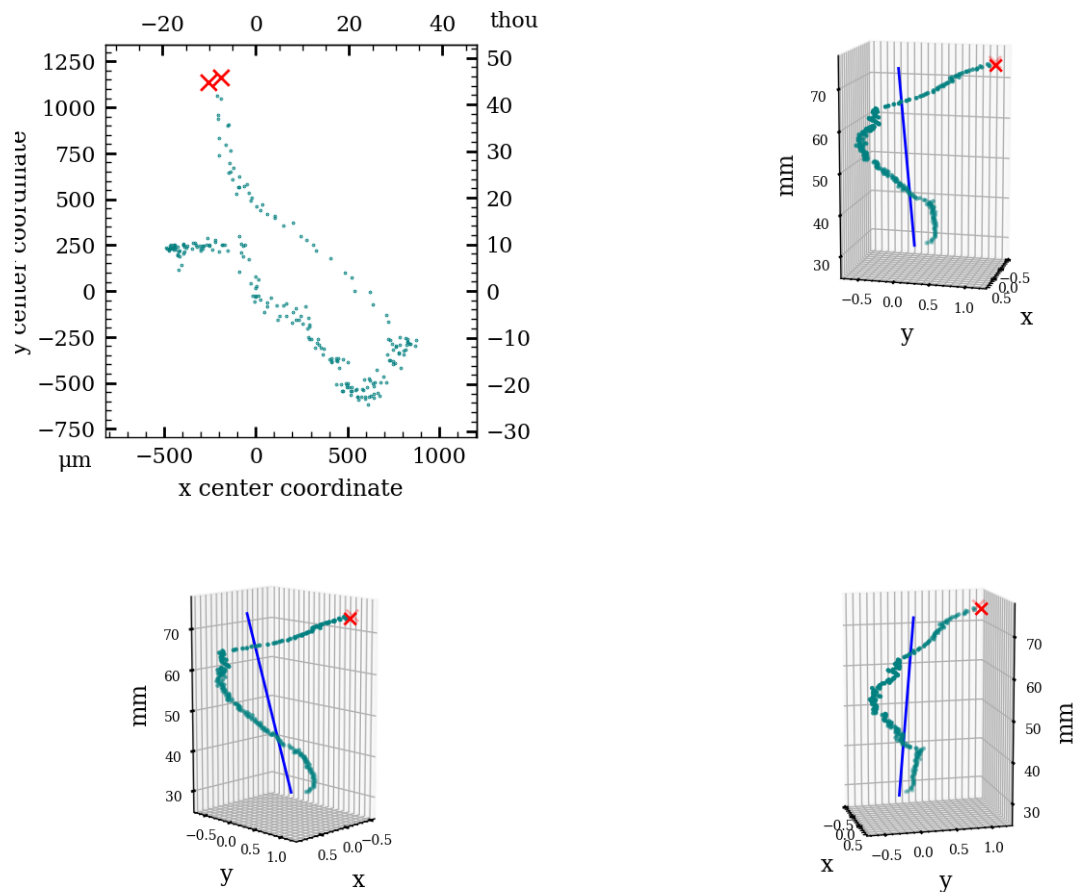 −20 0 20 40 thou
1250 1000 750 500 250 0 −250 −500 −750
50 40 30 20 10 0 −10 −20 −30
y center coordinate
μm
−500 0 500 1000
x center coordinate
70 60 50 40 30
mm
−0.5 0.0 0.5 1.0
y
−0.5 0.0 0.5
x
70 60 50 40 30
mm
−0.5 0.0 0.5 1.0
y
0.5 0.0 −0.5
x
70 60 50 40 30
mm
−0.5 0.0 0.5
x
−0.5 0.0 0.5 1.0
y